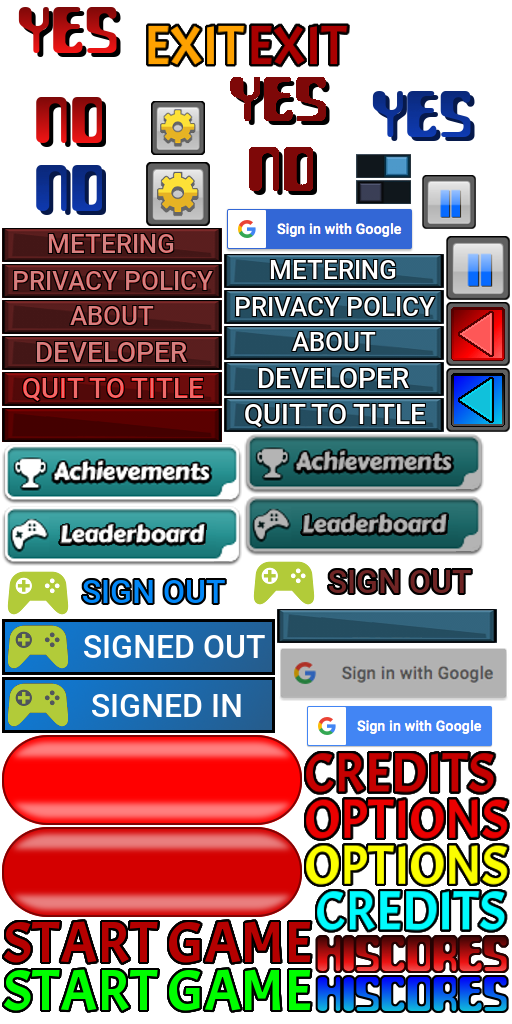 YES
EXIT EXIT
YES
YES
NO
NO
NO
G Sign in with Google
METERING
PRIVACY POLICY
ABOUT
DEVELOPER
QUIT TO TITLE
METERING
PRIVACY POLICY
ABOUT
DEVELOPER
QUIT TO TITLE
Achievements
Achievements
Leaderboard
Leaderboard
SIGN OUT
SIGN OUT
SIGNED OUT
SIGNED IN
G Sign in with Google
G Sign in with Google
CREDITS
OPTIONS
OPTIONS
CREDITS
START GAME
START GAME
HISCORES
HISCORES